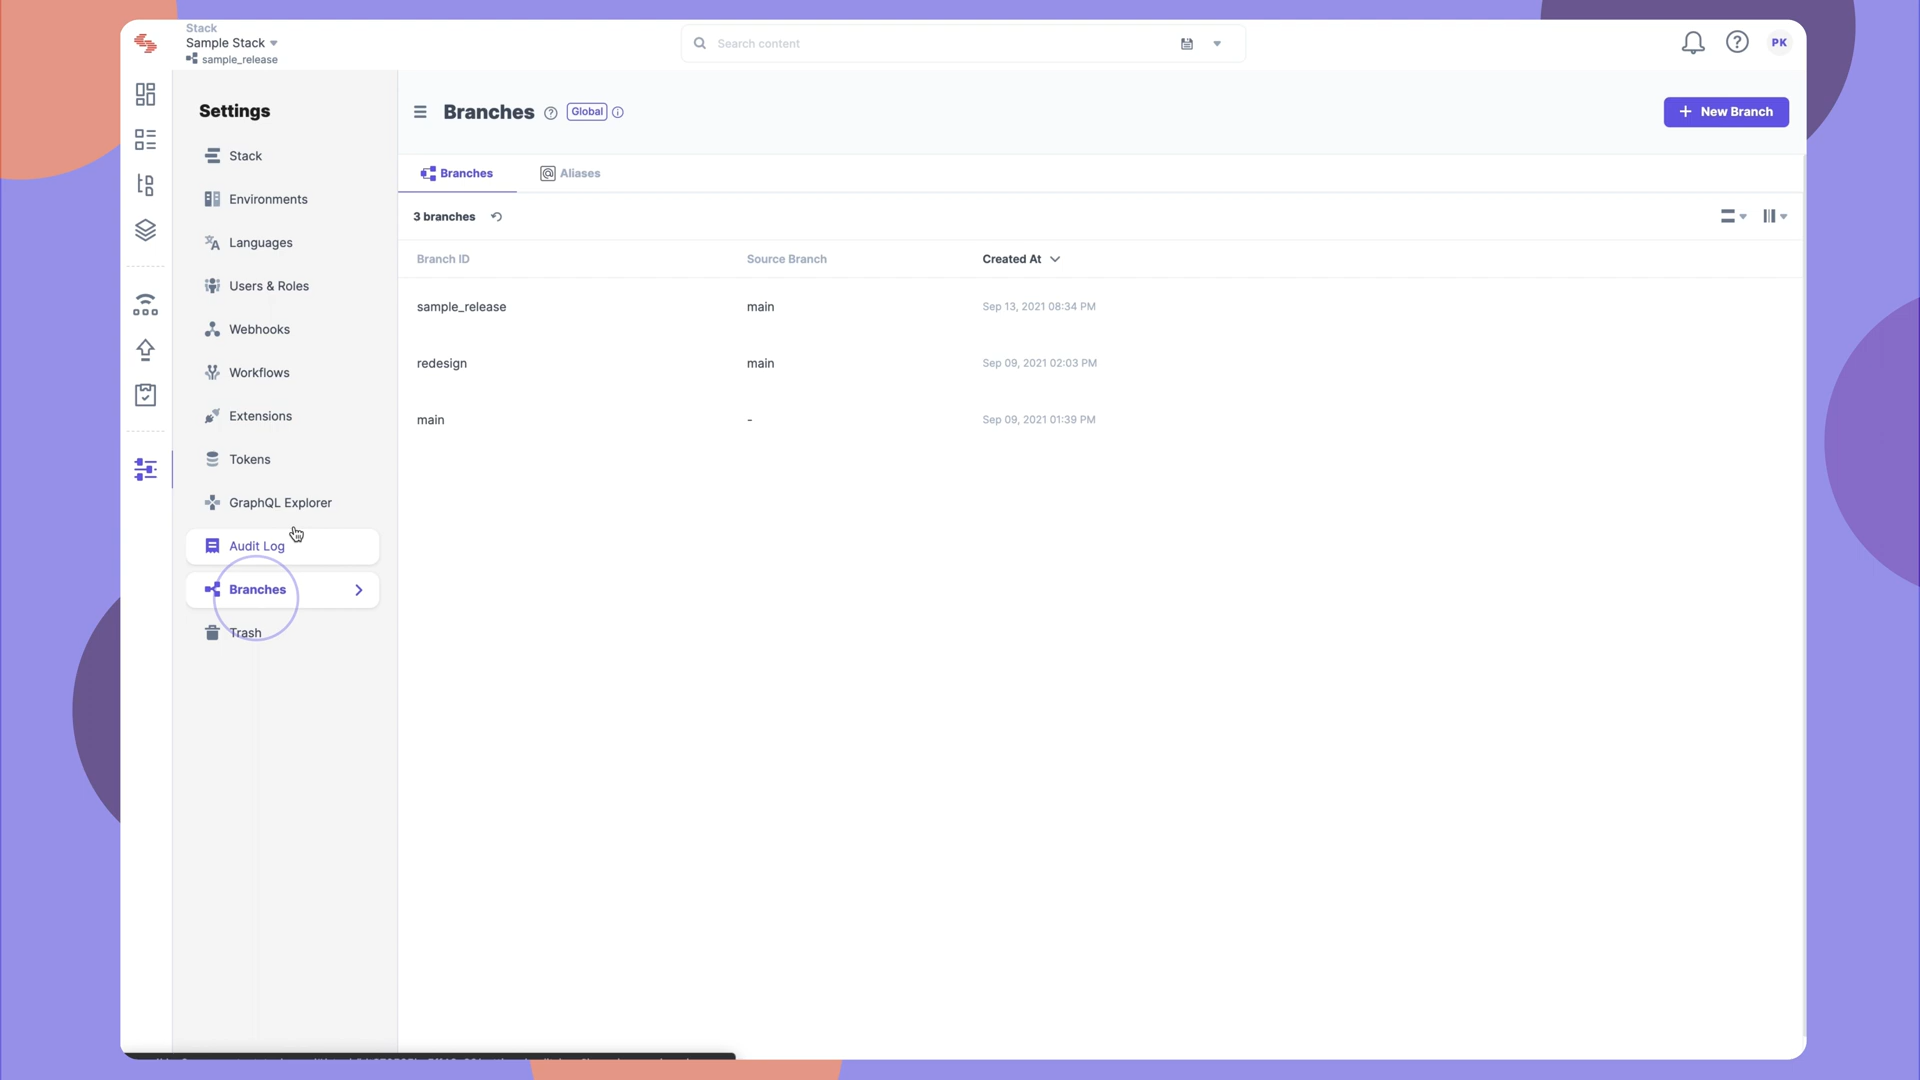 Stack
Sample Stack
sample_release
Search content
PK
Settings
Stack
Environments
Languages
Users & Roles
Webhooks
Workflows
Extensions
Tokens
GraphQL Explorer
Audit Log
Branches
Trash
Branches
Global
+ New Branch
Branches
Aliases
3 branches
Branch ID Source Branch Created At
sample_release main Sep 13, 2021 08:34 PM
redesign main Sep 09, 2021 02:03 PM
main - Sep 09, 2021 01:39 PM